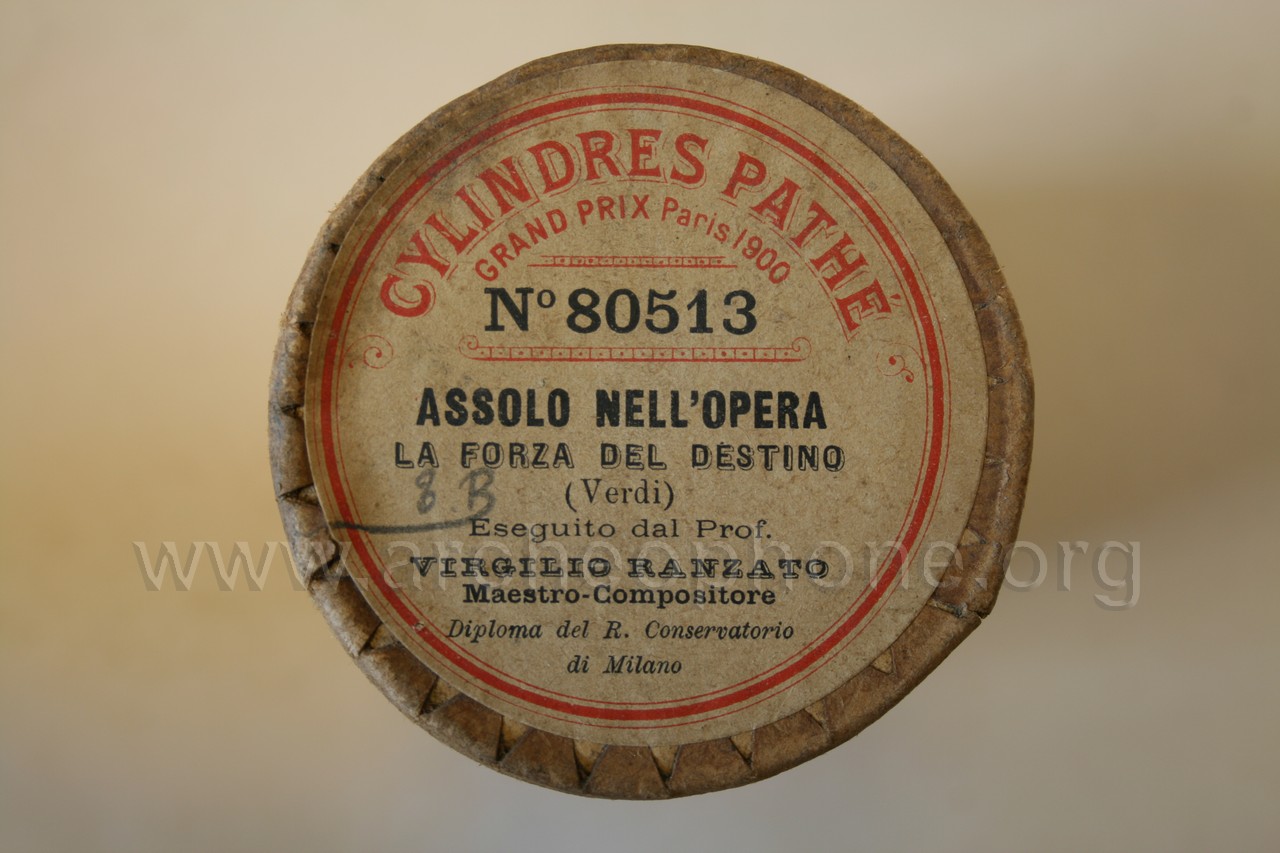 CYLINDRES PATHÉ
GRAND PRIX Paris 1900
Nº 80513
ASSOLO NELL'OPERA
LA FORZA DEL DESTINO
8.B
(Verdi)
Eseguito dal Prof.
www.archeophone.org
VIRGILIO RANZATO
Maestro-Compositore
Diploma del R. Conservatorio
di Milano